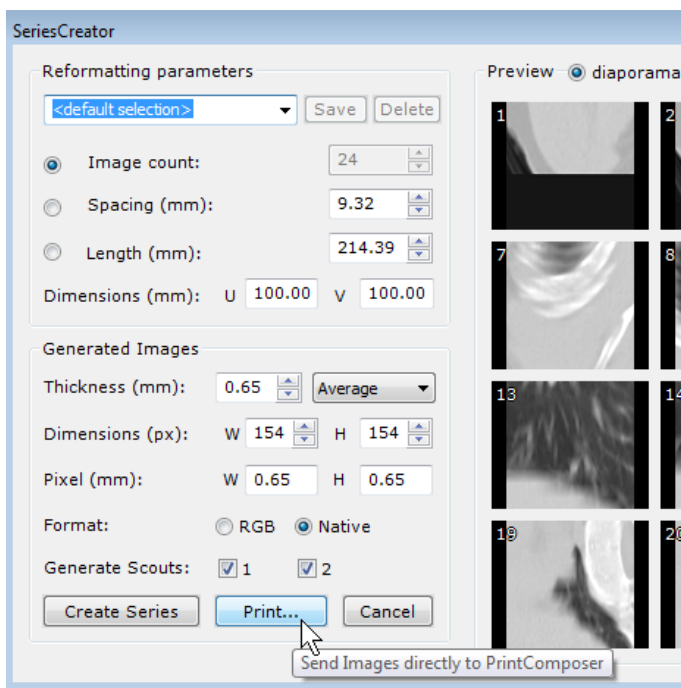 SeriesCreator
Reformatting parameters
<default selection> Save Delete
Image count: 24
Spacing (mm): 9.32
Length (mm): 214.39
Dimensions (mm): U 100.00 V 100.00
Generated Images
Thickness (mm): 0.65 Average
Dimensions (px): W 154 H 154
Pixel (mm): W 0.65 H 0.65
Format: RGB Native
Generate Scouts: 1 2
Create Series Print... Cancel
Send Images directly to PrintComposer
Preview diaporama
1 2
7 8
13 14
19 20